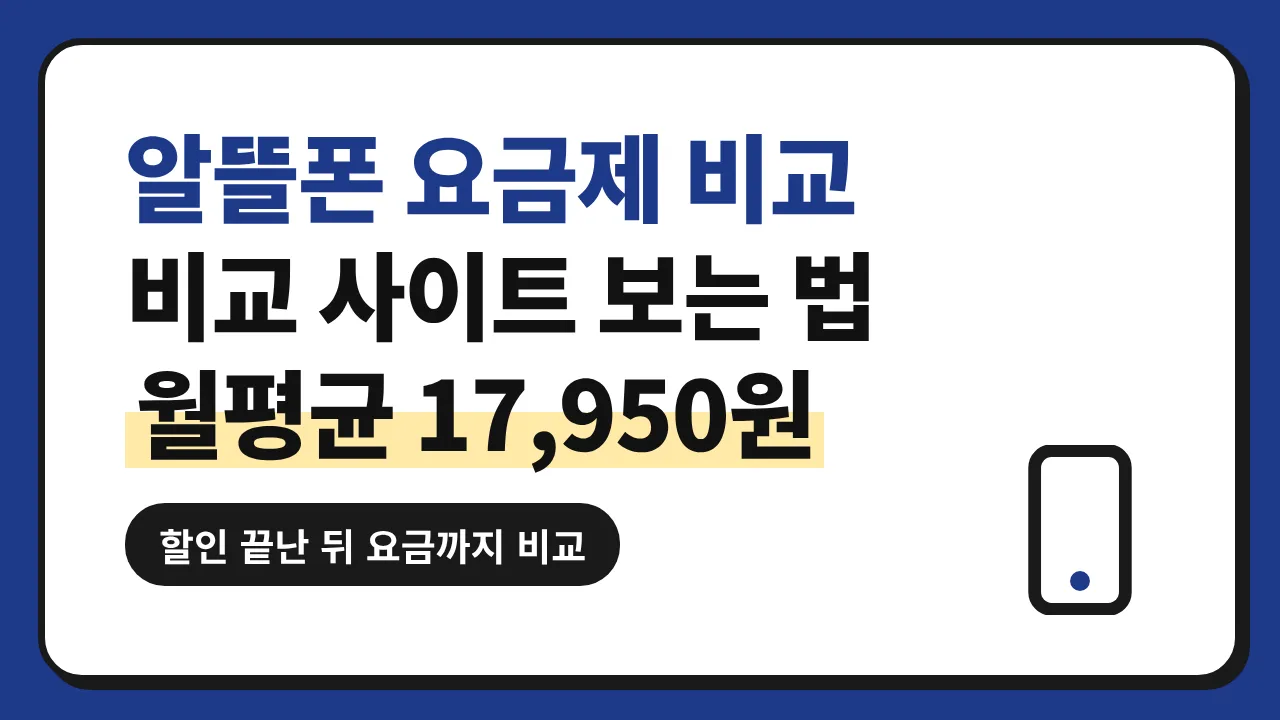 알뜰폰 요금제 비교
비교 사이트 보는 법
월평균 17,950원
할인 끝난 뒤 요금까지 비교